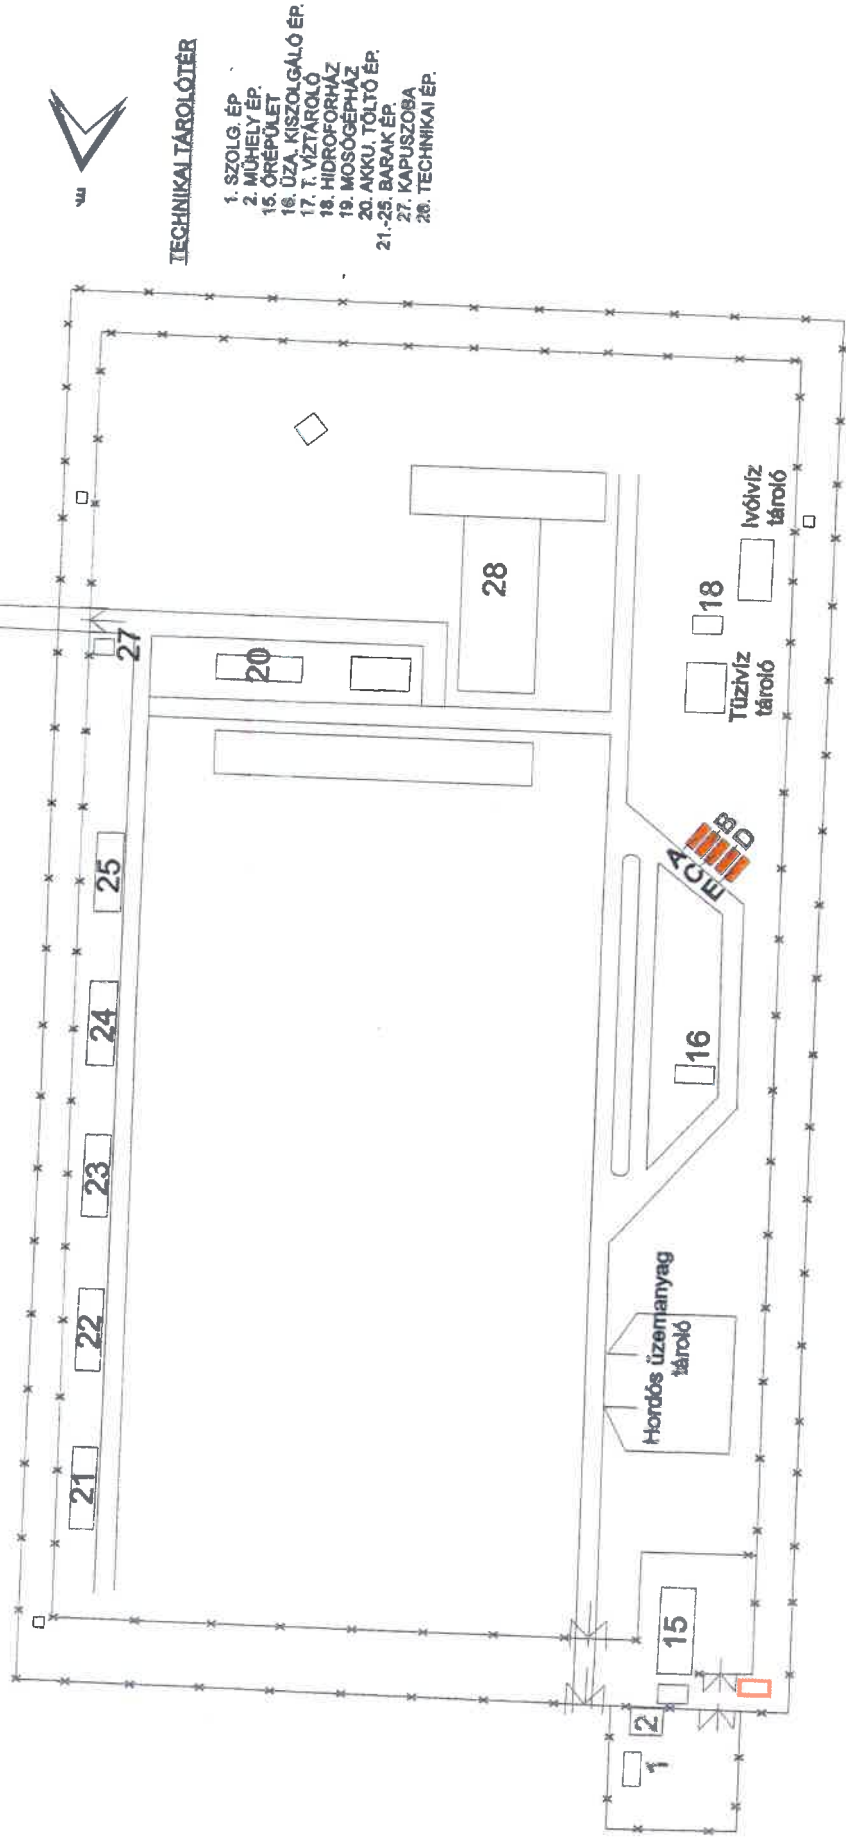 É
TECHNIKAI TÁROLÓTÉR
1. SZOLG. ÉP
2. MŰHELY ÉP.
15. ŐRÉPÜLET
16. ÜZA. KISZOLGÁLÓ ÉP.
17. T. VÍZTÁROLÓ
18. HIDROFORHÁZ
19. MOSÓGÉPHÁZ
20. AKKU. TÖLTŐ ÉP.
21.-25. BARAK ÉP.
27. KAPUSZOBA
28. TECHNIKAI ÉP.
27
20
28
18
Ivóívíz
tároló
Tűzivíz
tároló
25
24
23
22
21
A
B
C
D
E
16
Hordós üzemanyag
tároló
15
2
1